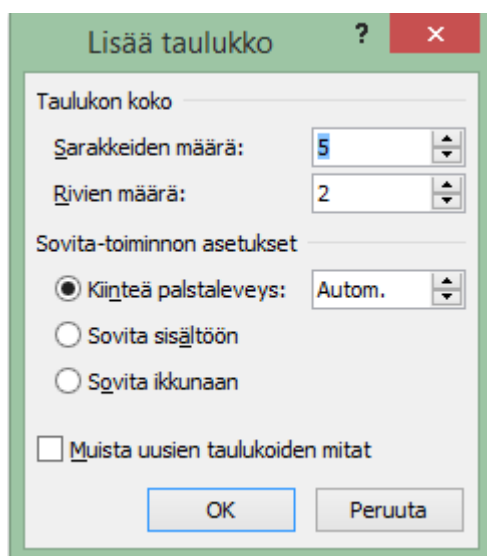 Lisää taulukko ? ×
Taulukon koko
Sarakkeiden määrä: 5
Rivien määrä: 2
Sovita-toiminnon asetukset
Kiinteä palstaleveys: Autom.
Sovita sisältöön
Sovita ikkunaan
Muista uusien taulukoiden mitat
OK Peruuta